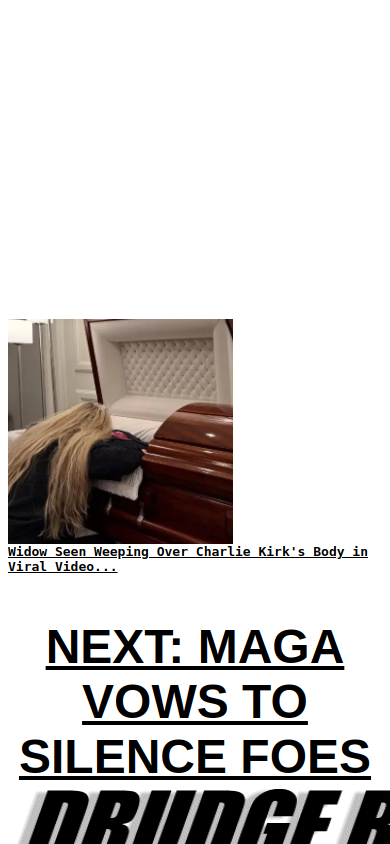 Widow Seen Weeping Over Charlie Kirk's Body in
Viral Video...
NEXT: MAGA
VOWS TO
SILENCE FOES
DRUDGE R